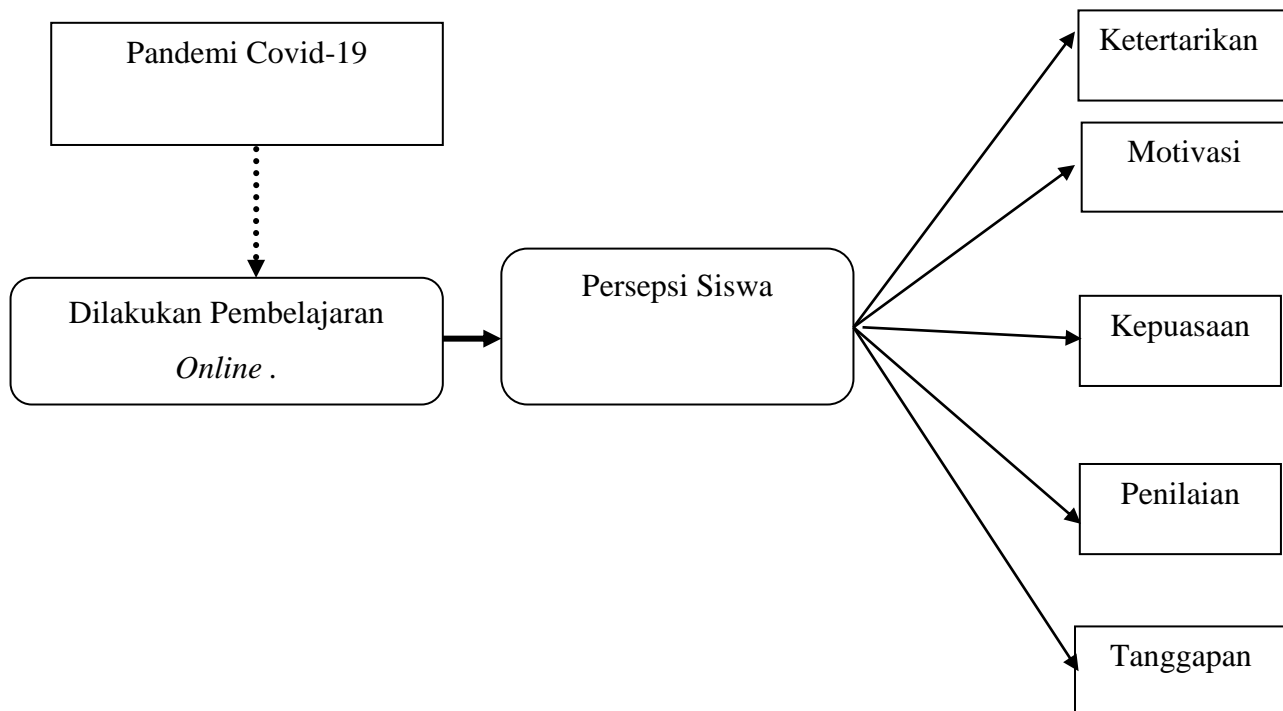 Pandemi Covid-19
Dilakukan Pembelajaran
Online .
Persepsi Siswa
Ketertarikan
Motivasi
Kepuasaan
Penilaian
Tanggapan